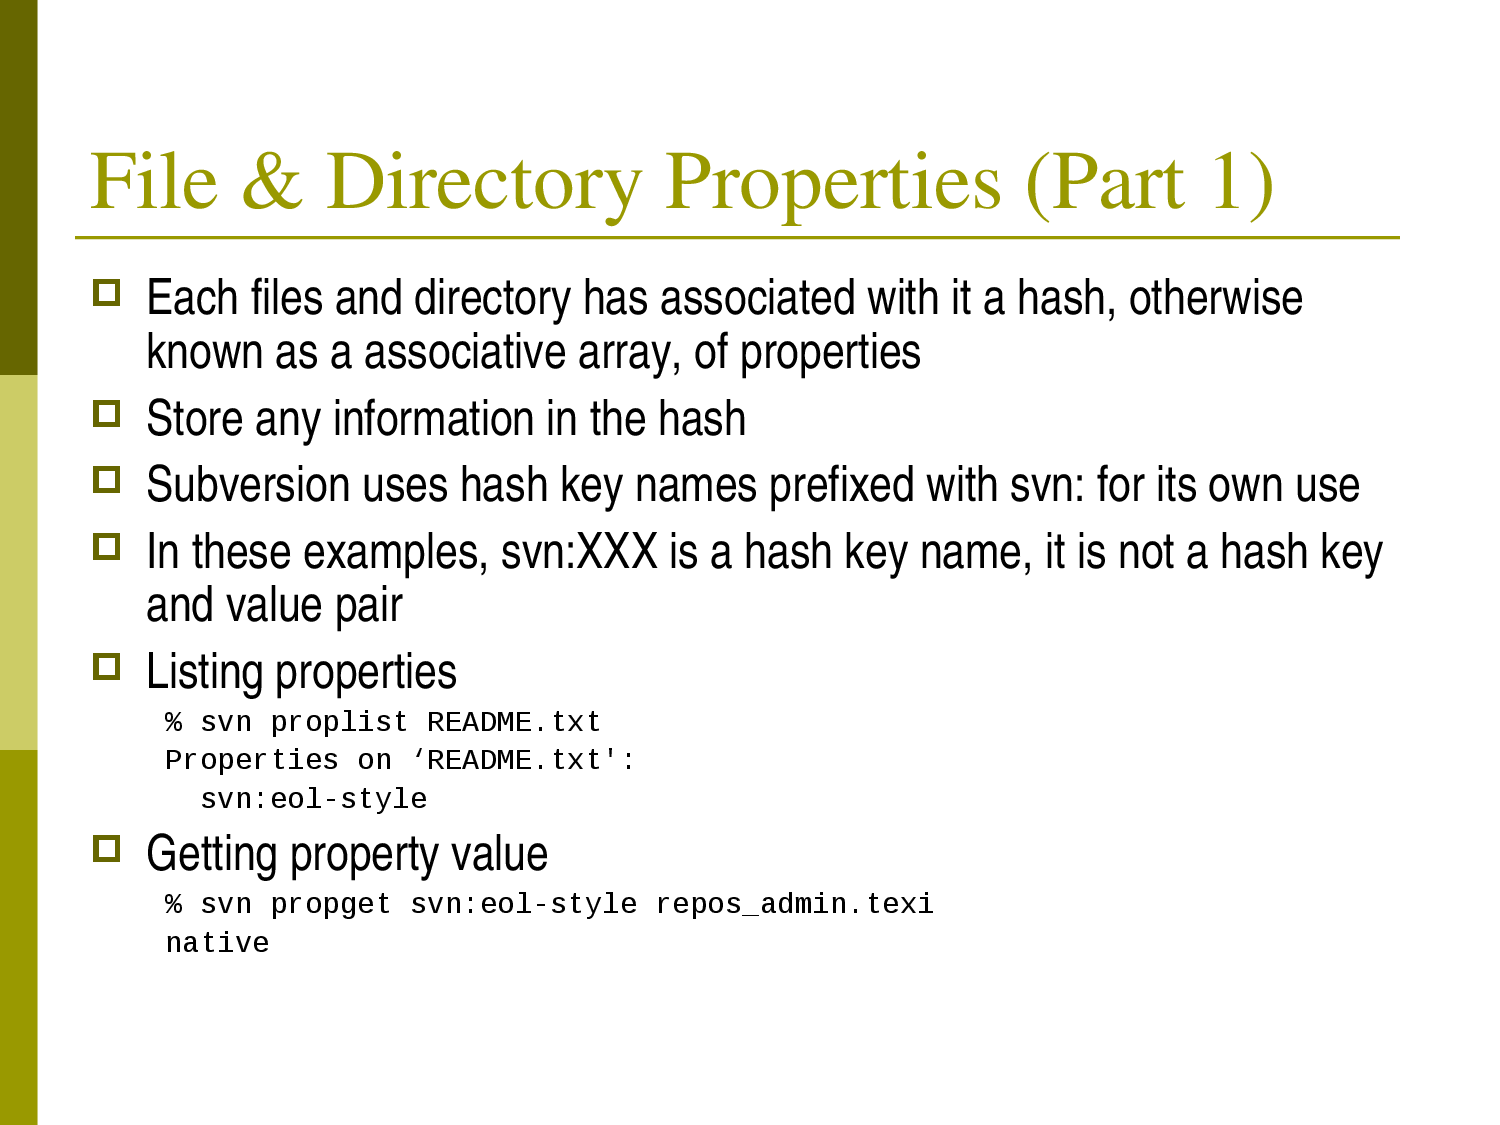 File & Directory Properties (Part 1)
Each files and directory has associated with it a hash, otherwise
known as a associative array, of properties
Store any information in the hash
Subversion uses hash key names prefixed with svn: for its own use
In these examples, svn:XXX is a hash key name, it is not a hash key
and value pair
Listing properties
% svn proplist README.txt
Properties on ‘README.txt':
  svn:eol-style
Getting property value
% svn propget svn:eol-style repos_admin.texi
native